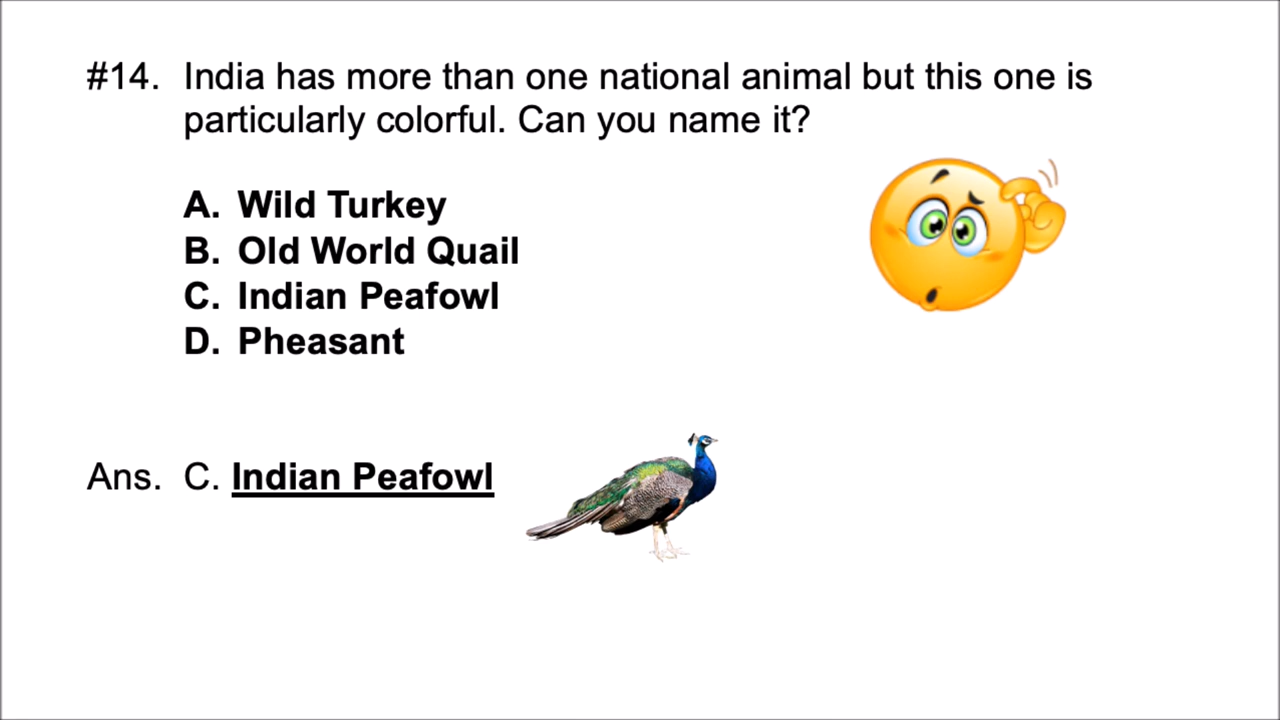 #14. India has more than one national animal but this one is
particularly colorful. Can you name it?
A. Wild Turkey
B. Old World Quail
C. Indian Peafowl
D. Pheasant
Ans. C. Indian Peafowl